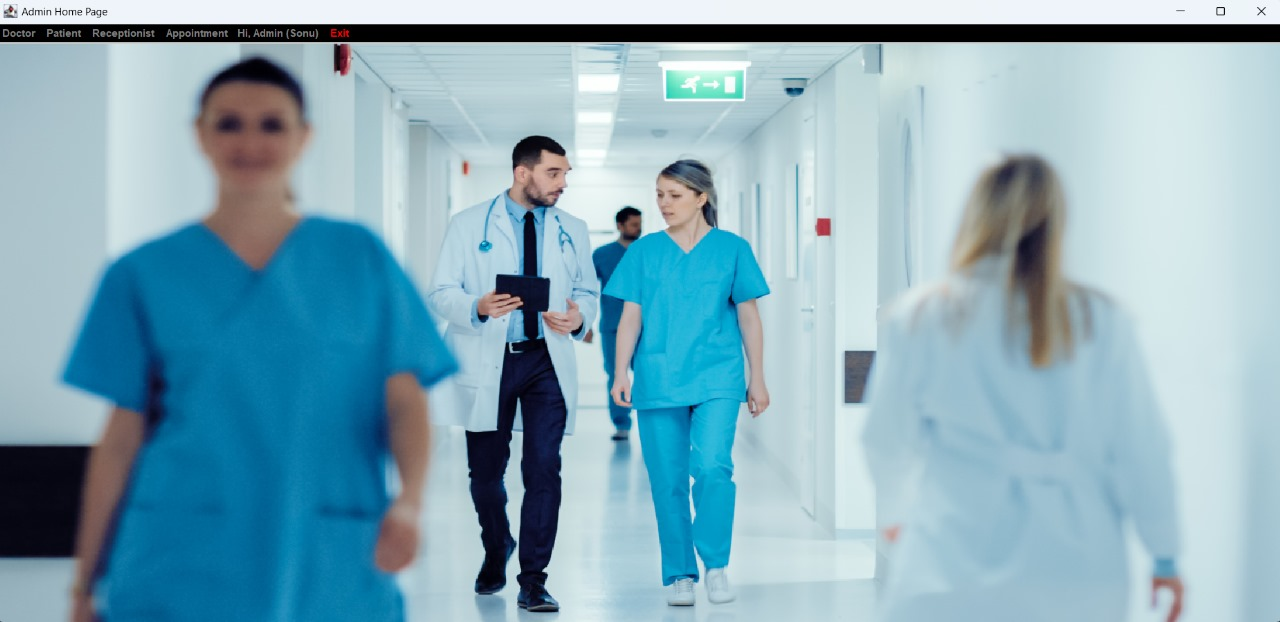 Admin Home Page
Doctor Patient Receptionist Appointment Hi, Admin (Sonu) Exit